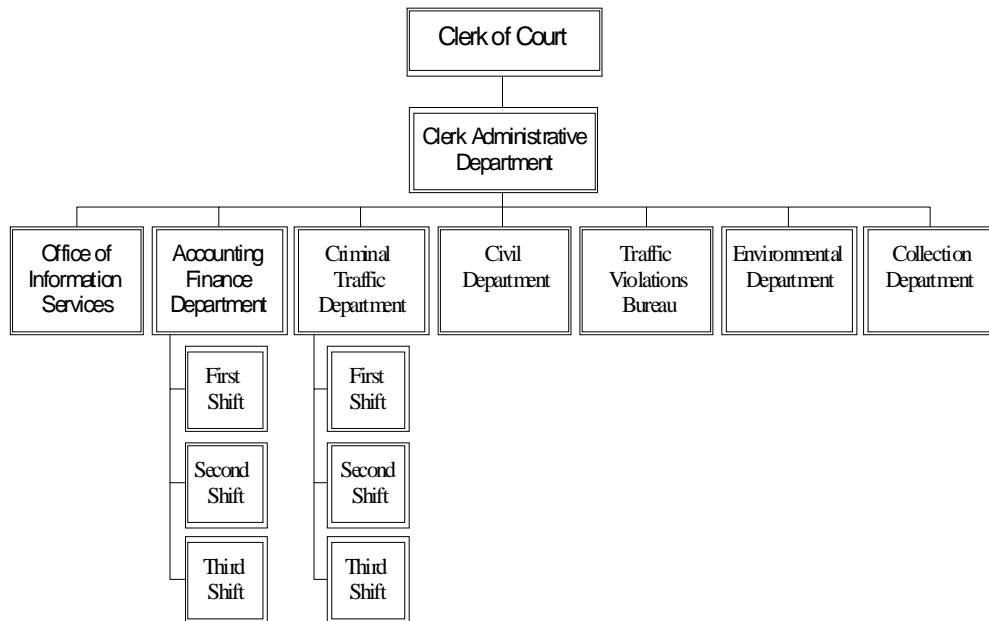 Clerk of Court
Clerk Administrative
Department
Office of
Information
Services
Accounting
Finance
Department
Criminal
Traffic
Department
Civil
Department
Traffic
Violations
Bureau
Environmental
Department
Collection
Department
First
Shift
Second
Shift
Third
Shift
First
Shift
Second
Shift
Third
Shift